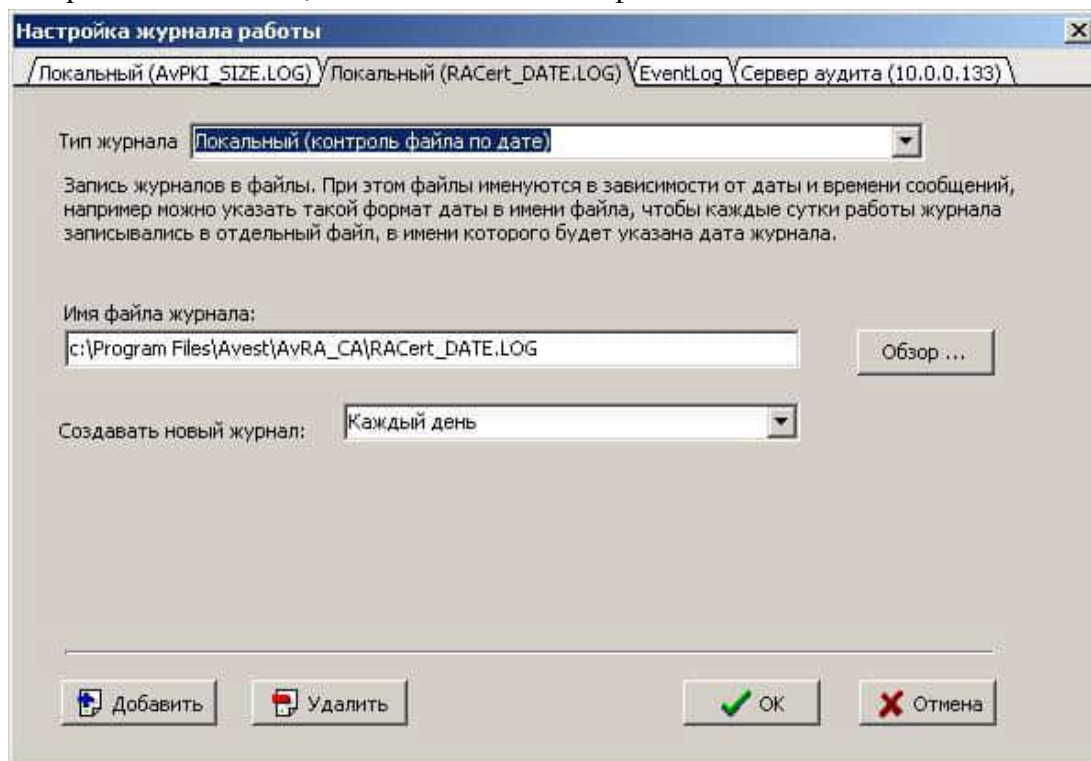 Настройка журнала работы
Локальный (AvPKI_SIZE.LOG) Локальный (RACert_DATE.LOG) EventLog Сервер аудита (10.0.0.133)
Тип журнала Локальный (контроль файла по дате)
Запись журналов в файлы. При этом файлы именуются в зависимости от даты и времени сообщений,
например можно указать такой формат даты в имени файла, чтобы каждые сутки работы журнала
записывались в отдельный файл, в имени которого будет указана дата журнала.
Имя файла журнала:
c:\Program Files\Avest\AvRA_CA\RACert_DATE.LOG Обзор ...
Создавать новый журнал: Каждый день
Добавить Удалить OK Отмена